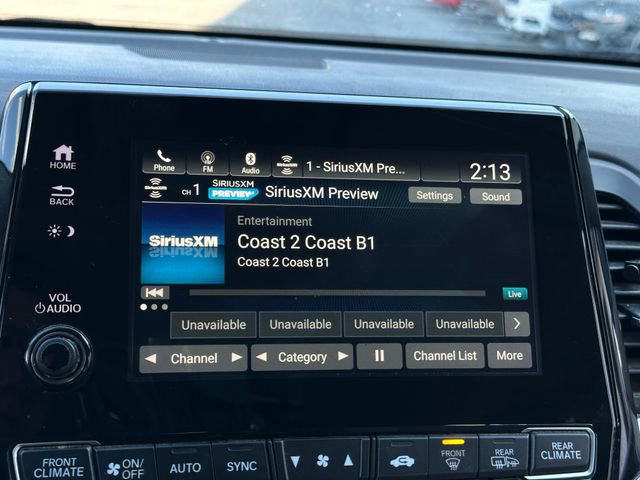 HOME
BACK
VOL
AUDIO
Phone
FM
Audio
SiriusXM
1 - SiriusXM Pre...
2:13
SiriusXM
CH 1
SIRIUSXM
PREVIEW
SiriusXM Preview
Settings
Sound
SiriusXM
Entertainment
Coast 2 Coast B1
Coast 2 Coast B1
Live
Unavailable
Unavailable
Unavailable
Unavailable
Channel
Category
Channel List
More
FRONT
CLIMATE
ON/
OFF
AUTO
SYNC
FRONT
REAR
REAR
CLIMATE